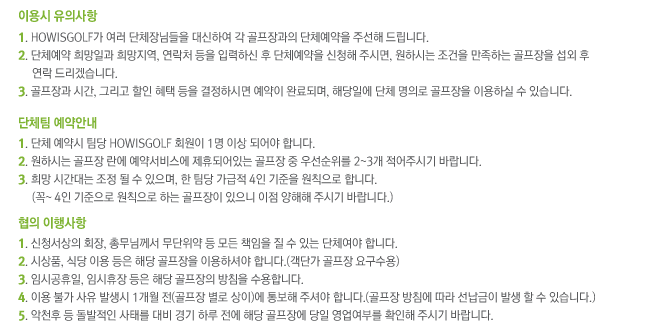 이용시 유의사항
1. HOWISGOLF가 여러 단체장님들을 대신하여 각 골프장과의 단체예약을 주선해 드립니다.
2. 단체예약 희망일과 희망지역, 연락처 등을 입력하신 후 단체예약을 신청해 주시면, 원하시는 조건을 만족하는 골프장을 섭외 후
연락 드리겠습니다.
3. 골프장과 시간, 그리고 할인 혜택 등을 결정하시면 예약이 완료되며, 해당일에 단체 명의로 골프장을 이용하실 수 있습니다.
단체팀 예약안내
1. 단체 예약시 팀당 HOWISGOLF 회원이 1명 이상 되어야 합니다.
2. 원하시는 골프장 란에 예약서비스에 제휴되어있는 골프장 중 우선순위를 2~3개 적어주시기 바랍니다.
3. 희망 시간대는 조정 될 수 있으며, 한 팀당 가급적 4인 기준을 원칙으로 합니다.
(꼭~ 4인 기준으로 원칙으로 하는 골프장이 있으니 이점 양해해 주시기 바랍니다.)
협의 이행사항
1. 신청서상의 회장, 총무님께서 무단위약 등 모든 책임을 질 수 있는 단체여야 합니다.
2. 시상품, 식당 이용 등은 해당 골프장을 이용하셔야 합니다.(객단가 골프장 요구수용)
3. 임시공휴일, 임시휴장 등은 해당 골프장의 방침을 수용합니다.
4. 이용 불가 사유 발생시 1개월 전(골프장 별로 상이)에 통보해 주셔야 합니다.(골프장 방침에 따라 선납금이 발생 할 수 있습니다.)
5. 악천후 등 돌발적인 사태를 대비 경기 하루 전에 해당 골프장에 당일 영업여부를 확인해 주시기 바랍니다.